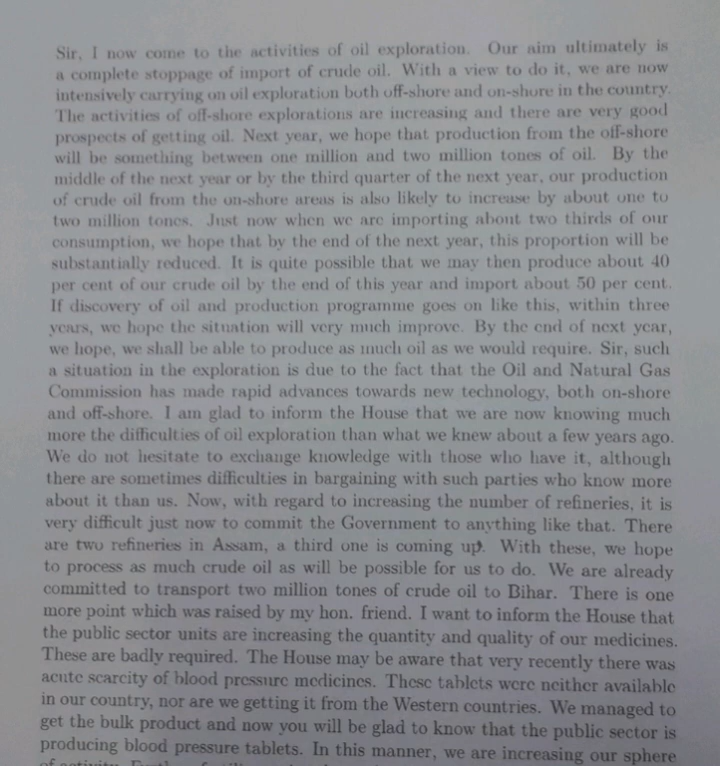 Sir, I now come to the activities of oil exploration. Our aim ultimately is
a complete stoppage of import of crude oil. With a view to do it, we are now
intensively carrying on oil exploration both off-shore and on-shore in the country.
The activities of off-shore explorations are increasing and there are very good
prospects of getting oil. Next year, we hope that production from the off-shore
will be something between one million and two million tones of oil. By the
middle of the next year or by the third quarter of the next year, our production
of crude oil from the on-shore areas is also likely to increase by about one to
two million tones. Just now when we are importing about two thirds of our
consumption, we hope that by the end of the next year, this proportion will be
substantially reduced. It is quite possible that we may then produce about 40
per cent of our crude oil by the end of this year and import about 50 per cent.
If discovery of oil and production programme goes on like this, within three
years, we hope the situation will very much improve. By the end of next year,
we hope, we shall be able to produce as much oil as we would require. Sir, such
a situation in the exploration is due to the fact that the Oil and Natural Gas
Commission has made rapid advances towards new technology, both on-shore
and off-shore. I am glad to inform the House that we are now knowing much
more the difficulties of oil exploration than what we knew about a few years ago.
We do not hesitate to exchange knowledge with those who have it, although
there are sometimes difficulties in bargaining with such parties who know more
about it than us. Now, with regard to increasing the number of refineries, it is
very difficult just now to commit the Government to anything like that. There
are two refineries in Assam, a third one is coming up. With these, we hope
to process as much crude oil as will be possible for us to do. We are already
committed to transport two million tones of crude oil to Bihar. There is one
more point which was raised by my hon. friend. I want to inform the House that
the public sector units are increasing the quantity and quality of our medicines.
These are badly required. The House may be aware that very recently there was
acute scarcity of blood pressure medicines. These tablets were neither available
in our country, nor are we getting it from the Western countries. We managed to
get the bulk product and now you will be glad to know that the public sector is
producing blood pressure tablets. In this manner, we are increasing our sphere